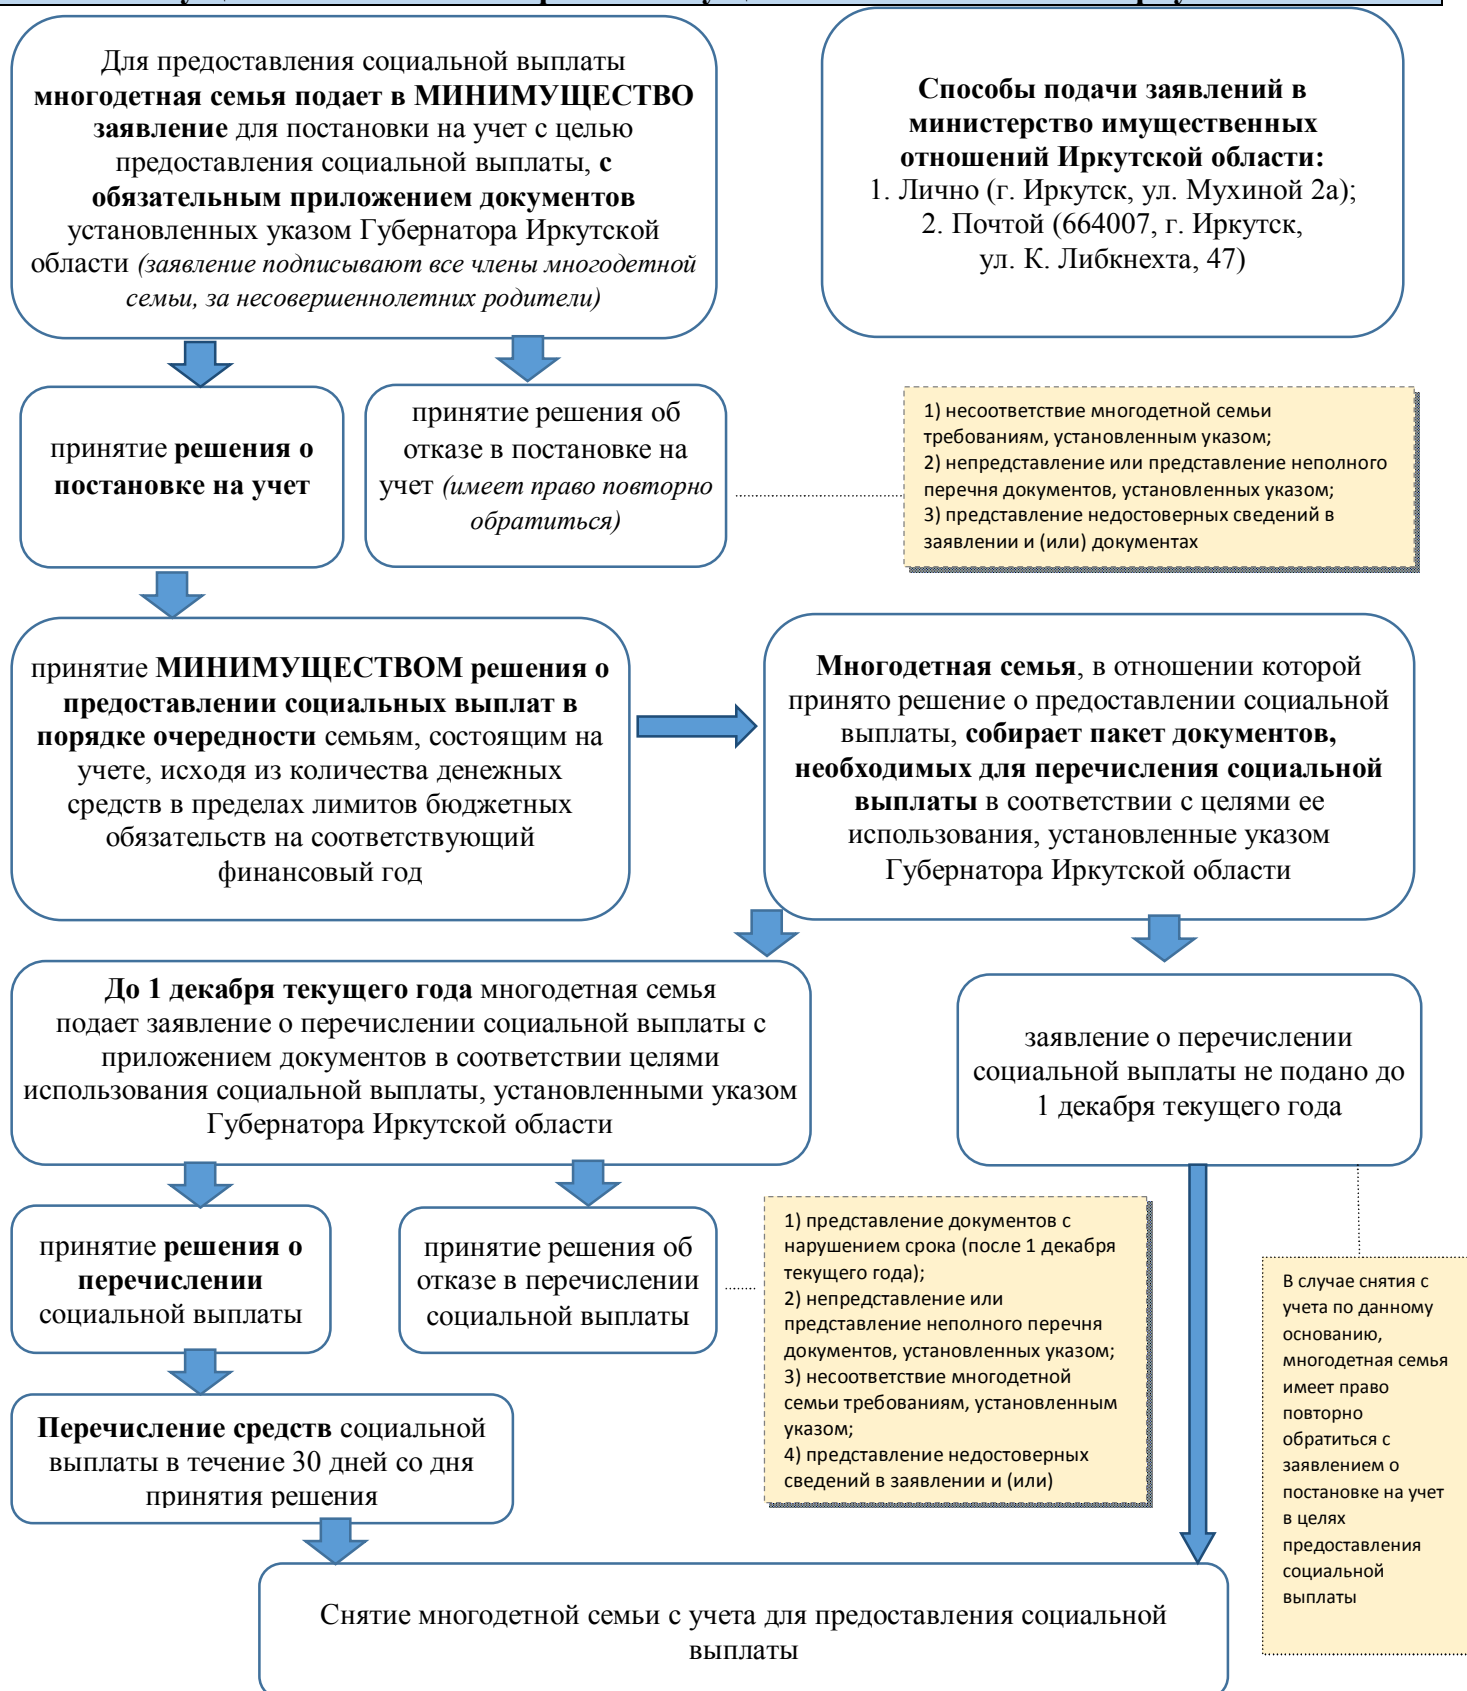 Для предоставления социальной выплаты
многодетная семья подает в МИНИМУЩЕСТВО
заявление для постановки на учет с целью
предоставления социальной выплаты, с
обязательным приложением документов
установленных указом Губернатора Иркутской
области (заявление подписывают все члены многодетной
семьи, за несовершеннолетних родители)
Способы подачи заявлений в
министерство имущественных
отношений Иркутской области:
1. Лично (г. Иркутск, ул. Мухиной 2а);
2. Почтой (664007, г. Иркутск,
ул. К. Либкнехта, 47)
принятие решения о
постановке на учет
принятие решения об
отказе в постановке на
учет (имеет право повторно
обратиться)
1) несоответствие многодетной семьи
требованиям, установленным указом;
2) непредставление или представление неполного
перечня документов, установленных указом;
3) представление недостоверных сведений в
заявлении и (или) документах
принятие МИНИМУЩЕСТВОМ решения о
предоставлении социальных выплат в
порядке очередности семьям, состоящим на
учете, исходя из количества денежных
средств в пределах лимитов бюджетных
обязательств на соответствующий
финансовый год
Многодетная семья, в отношении которой
принято решение о предоставлении социальной
выплаты, собирает пакет документов,
необходимых для перечисления социальной
выплаты в соответствии с целями ее
использования, установленные указом
Губернатора Иркутской области
До 1 декабря текущего года многодетная семья
подает заявление о перечислении социальной выплаты с
приложением документов в соответствии целями
использования социальной выплаты, установленными указом
Губернатора Иркутской области
заявление о перечислении
социальной выплаты не подано до
1 декабря текущего года
принятие решения о
перечислении
социальной выплаты
принятие решения об
отказе в перечислении
социальной выплаты
1) представление документов с
нарушением срока (после 1 декабря
текущего года);
2) непредставление или
представление неполного перечня
документов, установленных указом;
3) несоответствие многодетной
семьи требованиям, установленным
указом;
4) представление недостоверных
сведений в заявлении и (или)
В случае снятия с
учета по данному
основанию,
многодетная семья
имеет право
повторно
обратиться с
заявлением о
постановке на учет
в целях
предоставления
социальной
выплаты
Перечисление средств социальной
выплаты в течение 30 дней со дня
принятия решения
Снятие многодетной семьи с учета для предоставления социальной
выплаты